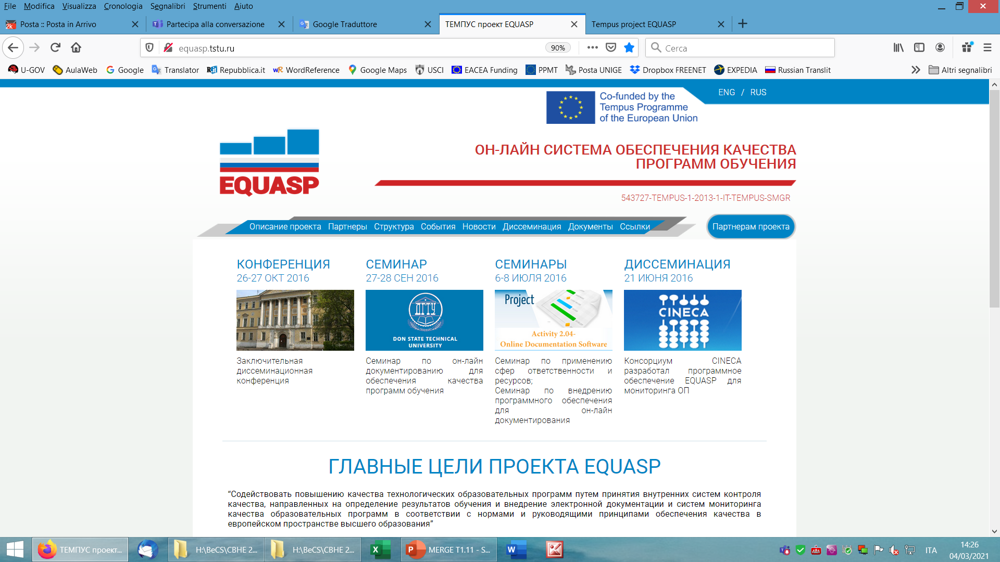 File Modifica Visualizza Cronologia Segnalibri Strumenti Aiuto
Posta :: Posta in Arrivo
Partecipa alla conversazione
Google Traduttore
ТЕМПУС проект EQUASP
Tempus project EQUASP
equasp.tstu.ru
90%
Cerca
U-GOV AulaWeb Google Translator Repubblica.it WordReference Google Maps USCI EACEA Funding PPMT Posta UNIGE Dropbox FREENET EXPEDIA Russian Translit Altri segnalibri
ENG / RUS
Co-funded by the
Tempus Programme
of the European Union
EQUASP
ОН-ЛАЙН СИСТЕМА ОБЕСПЕЧЕНИЯ КАЧЕСТВА
ПРОГРАММ ОБУЧЕНИЯ
543727-TEMPUS-1-2013-1-IT-TEMPUS-SMGR
Описание проекта Партнеры Структура События Новости Диссеминация Документы Ссылки
Партнерам проекта
КОНФЕРЕНЦИЯ
26-27 ОКТ 2016
Заключительная
диссеминационная
конференция
СЕМИНАР
27-28 СЕН 2016
ДГТУ
DON STATE TECHNICAL
UNIVERSITY
Семинар по он-лайн
документированию для
обеспечения качества
программ обучения
СЕМИНАРЫ
6-8 ИЮЛЯ 2016
Project
Activity 2.04-
Online Documentation Software
Семинар по применению
сфер ответственности и
ресурсов;
Семинар по внедрению
программного обеспечения
для он-лайн
документирования
ДИССЕМИНАЦИЯ
21 ИЮНЯ 2016
CINECA
Консорциум CINECA
разработал программное
обеспечение EQUASP для
мониторинга ОП
ГЛАВНЫЕ ЦЕЛИ ПРОЕКТА EQUASP
“Содействовать повышению качества технологических образовательных программ путем принятия внутренних систем контроля
качества, направленных на определение результатов обучения и внедрение электронной документации и систем мониторинга
качества образовательных программ в соответствии с нормами и руководящими принципами обеспечения качества в
европейском пространстве высшего образования”
ТЕМПУС проект...
H:\BeCS\CBHE 2...
H:\BeCS\CBHE 2...
MERGE T1.11 - S...
ITA
14:26
04/03/2021